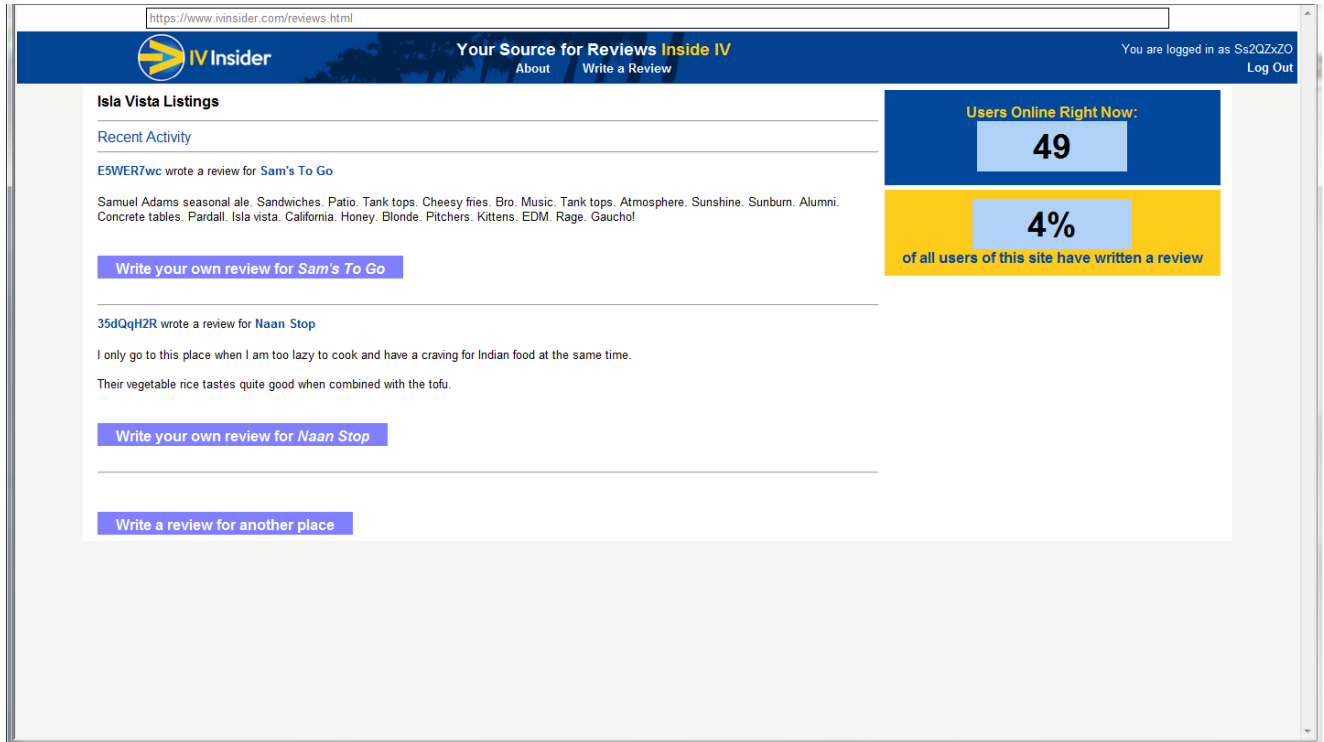 https://www.ivinsider.com/reviews.html
IV Insider
Your Source for Reviews Inside IV
About Write a Review
You are logged in as Ss2QZxZO
Log Out
Isla Vista Listings
Recent Activity
E5WER7wc wrote a review for Sam's To Go
Samuel Adams seasonal ale. Sandwiches. Patio. Tank tops. Cheesy fries. Bro. Music. Tank tops. Atmosphere. Sunshine. Sunburn. Alumni.
Concrete tables. Pardall. Isla vista. California. Honey. Blonde. Pitchers. Kittens. EDM. Rage. Gaucho!
Write your own review for Sam's To Go
35dQqH2R wrote a review for Naan Stop
I only go to this place when I am too lazy to cook and have a craving for Indian food at the same time.
Their vegetable rice tastes quite good when combined with the tofu.
Write your own review for Naan Stop
Write a review for another place
Users Online Right Now:
49
4%
of all users of this site have written a review